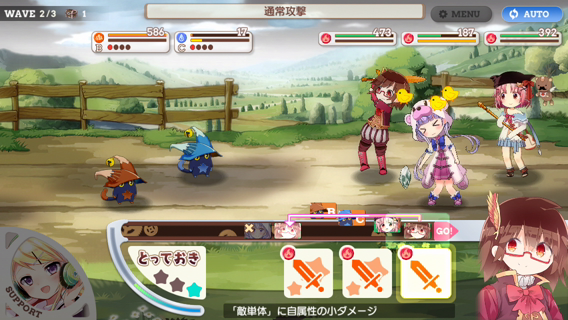 WAVE 2/3 1
通常攻撃
MENU
AUTO
586
B
17
C
473
187
392
GO!
とっておき
SUPPORT
「敵単体」に自属性の小ダメージ